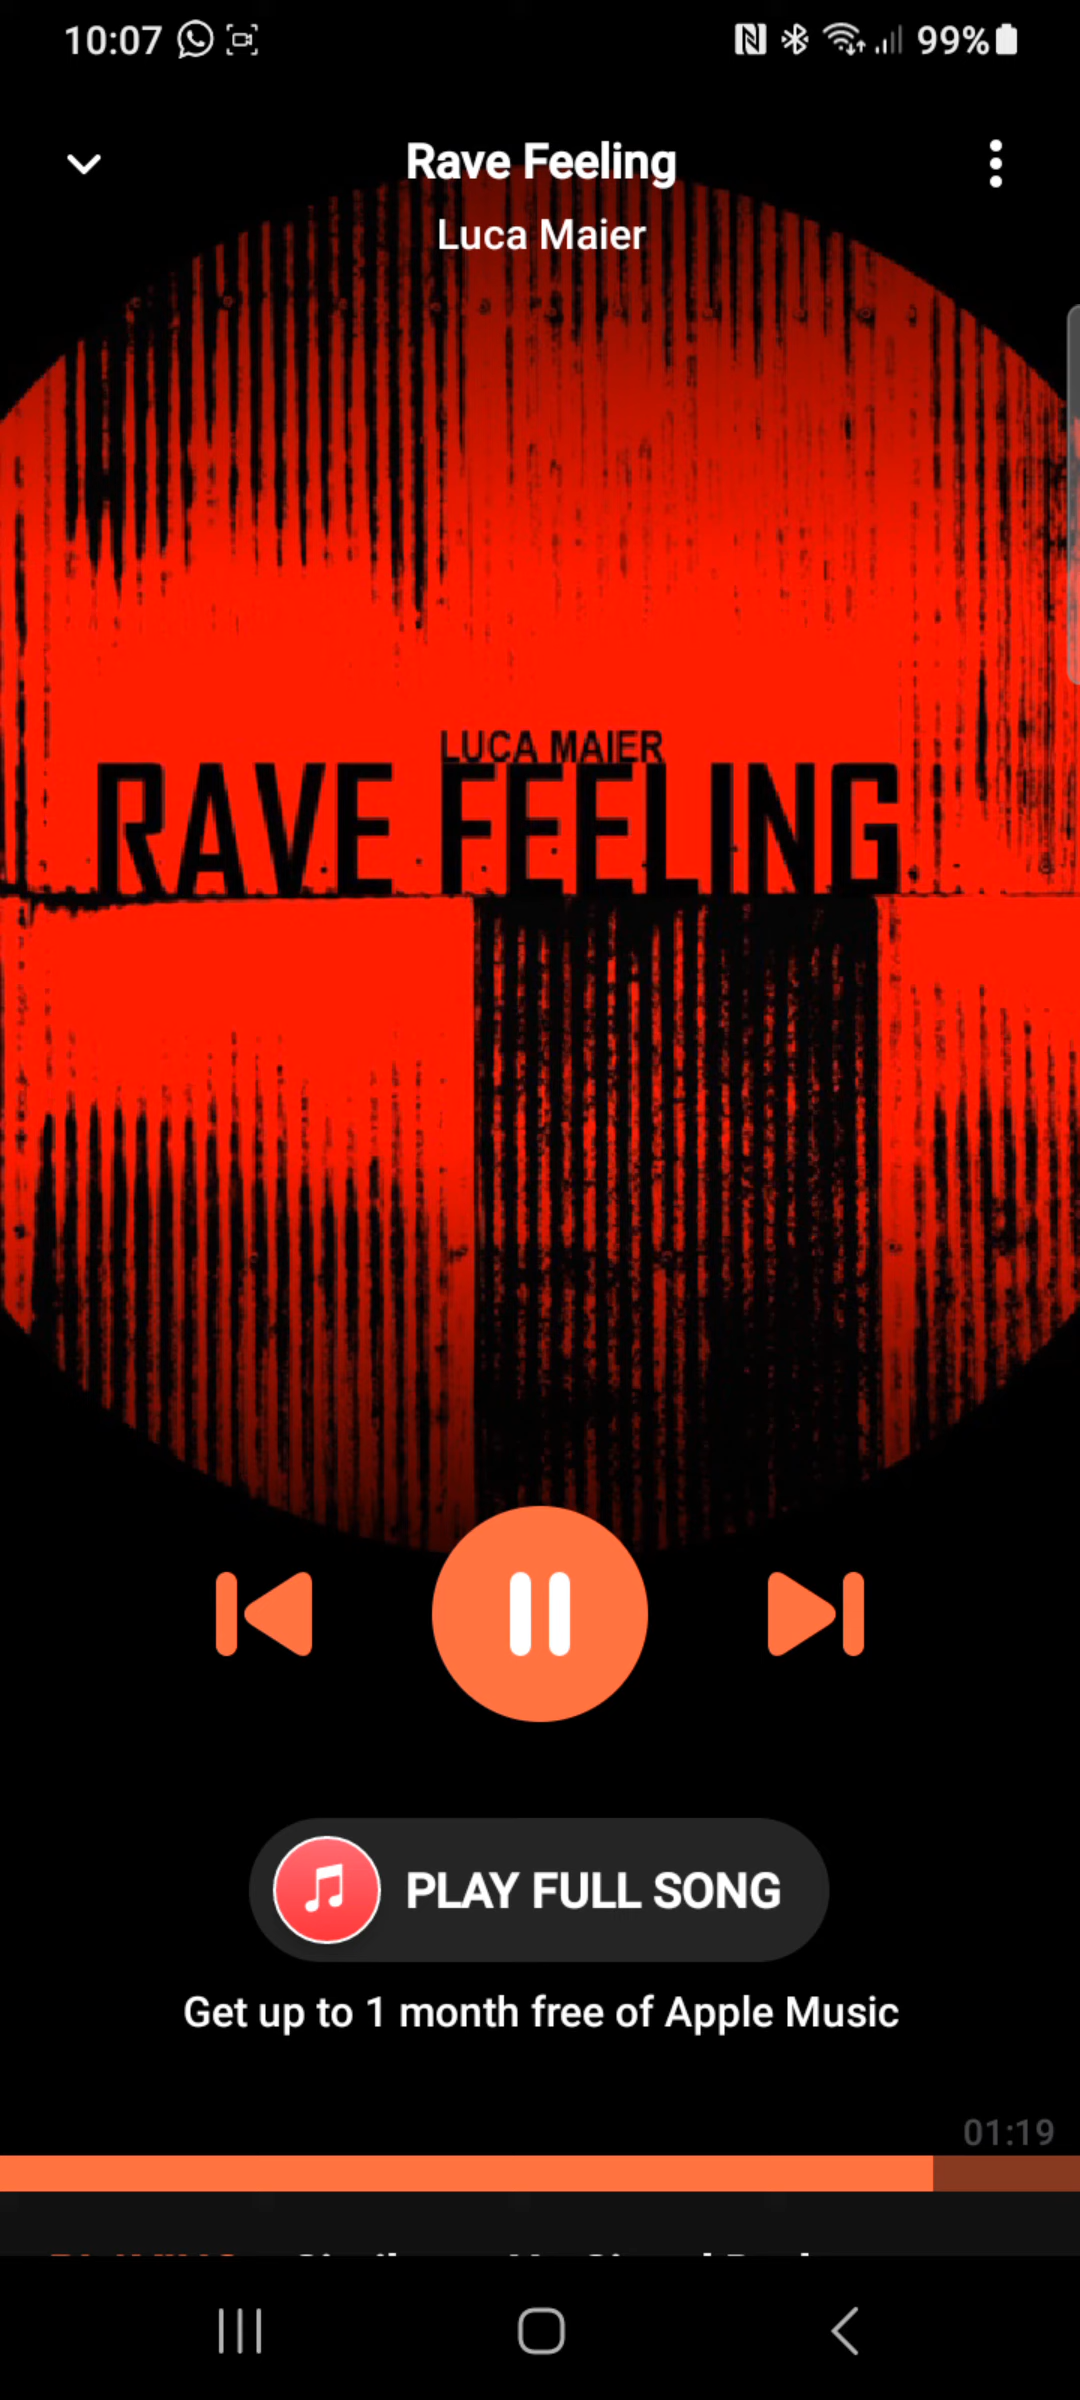 10:07 99%
Rave Feeling
Luca Maier
LUCA MAIER
RAVE FEELING
PLAY FULL SONG
Get up to 1 month free of Apple Music
01:19